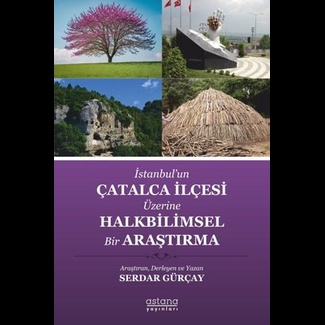 İstanbul'un
ÇATALCA İLÇESİ
Üzerine
HALKBİLİMSEL
Bir ARAŞTIRMA
Araştıran, Derleyen ve Yazan
SERDAR GÜRÇAY
astana
yayınları